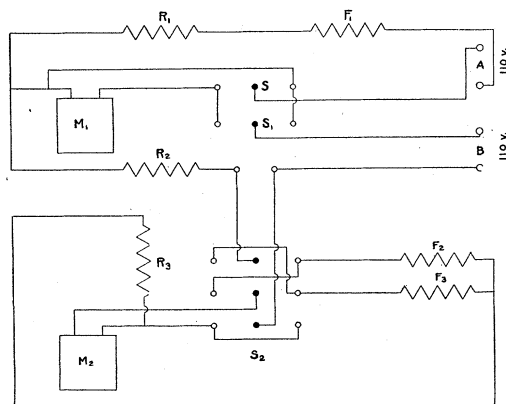 R₁
F₁
S
A
110 v.
M₁
S₁
B
110 v.
R₂
F₂
R₃
F₃
M₂
S₂